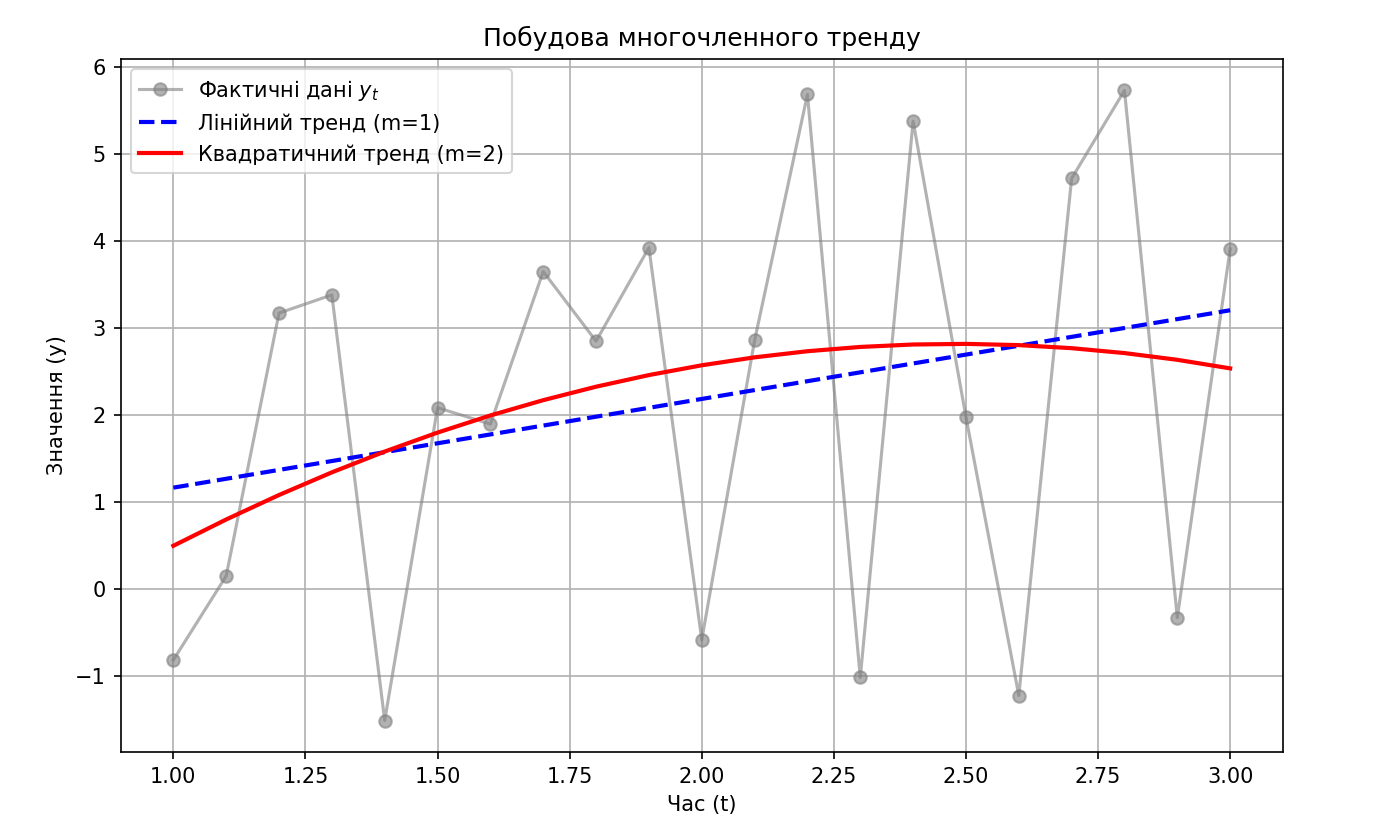 Побудова многочленного тренду
Фактичні дані yₜ
Лінійний тренд (m=1)
Квадратичний тренд (m=2)
Значення (y)
6
5
4
3
2
1
0
−1
1.00 1.25 1.50 1.75 2.00 2.25 2.50 2.75 3.00
Час (t)